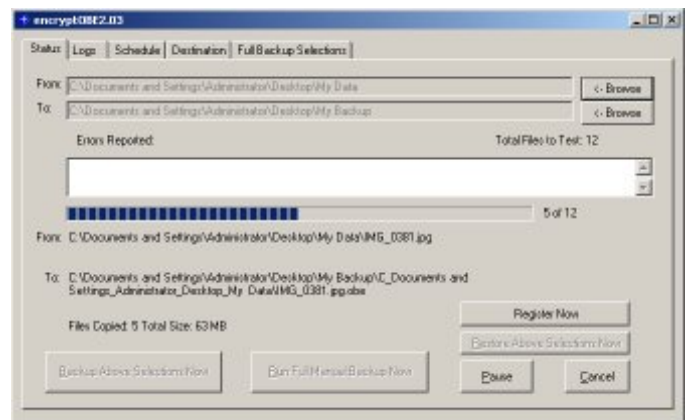 encryptOBE2.03
Status Logs Schedule Destination Full Backup Selections
From: C:\Documents and Settings\Administrator\Desktop\My Data <- Browse
To: C:\Documents and Settings\Administrator\Desktop\My Backup <- Browse
Errors Reported: Total Files to Test: 12
5 of 12
From: C:\Documents and Settings\Administrator\Desktop\My Data\IMG_0381.jpg
To: C:\Documents and Settings\Administrator\Desktop\My Backup\C_Documents and
Settings_Administrator_Desktop_My Data\IMG_0381.jpg.obe
Register Now
Files Copied: 5 Total Size: 63 MB
Restore Above Selections Now
Backup Above Selections Now Run Full Manual Backup Now Pause Cancel